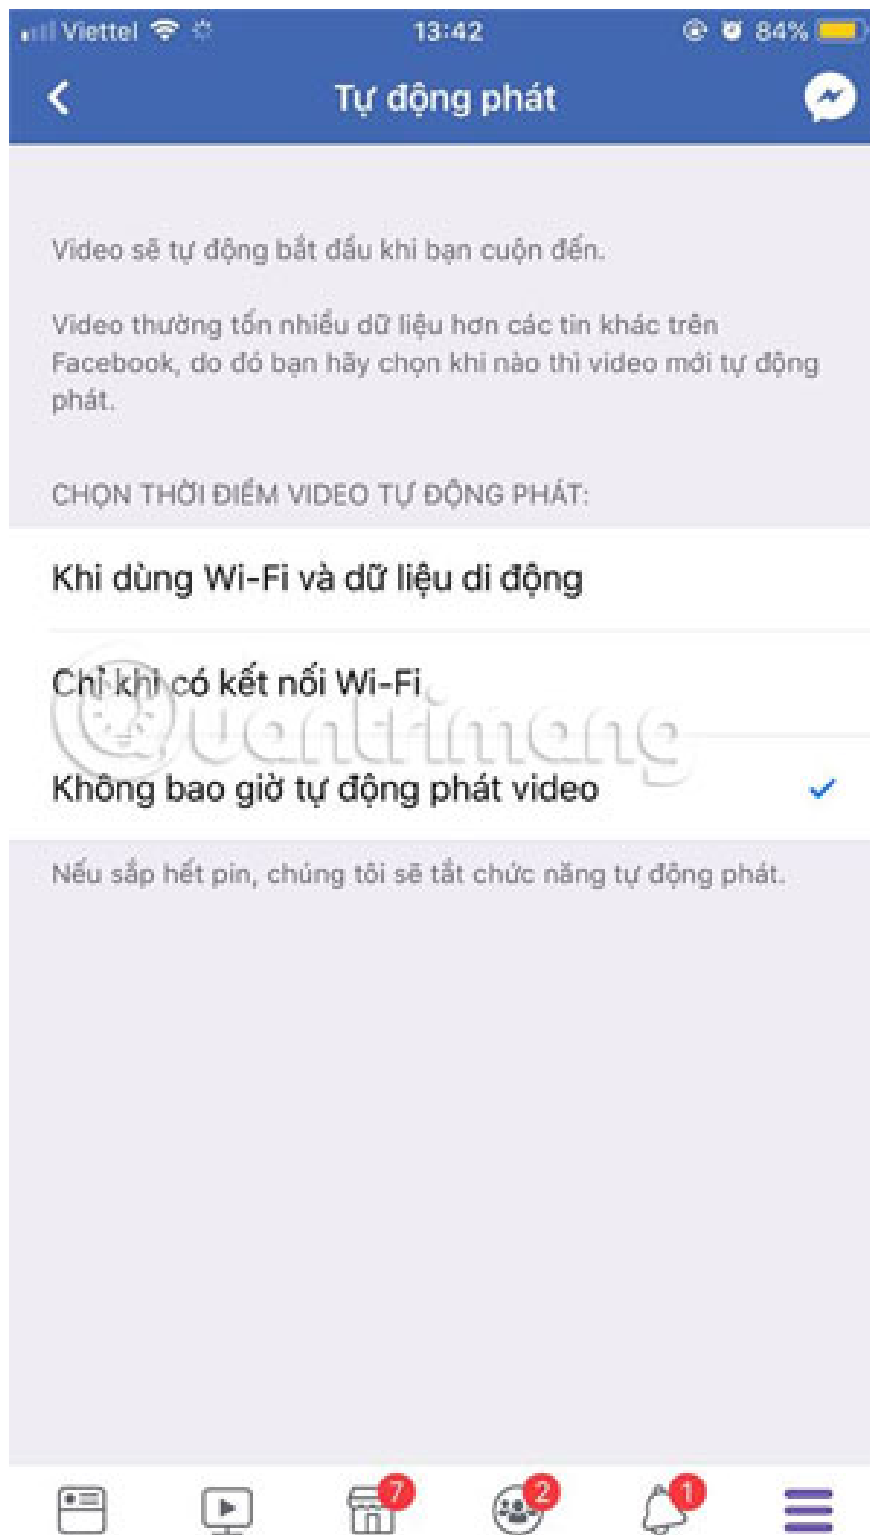 Viettel 13:42 84%
Tự động phát
Video sẽ tự động bắt đầu khi bạn cuộn đến.
Video thường tốn nhiều dữ liệu hơn các tin khác trên
Facebook, do đó bạn hãy chọn khi nào thì video mới tự động
phát.
CHỌN THỜI ĐIỂM VIDEO TỰ ĐỘNG PHÁT:
Khi dùng Wi-Fi và dữ liệu di động
Chỉ khi có kết nối Wi-Fi
Quantrimang
Không bao giờ tự động phát video
Nếu sắp hết pin, chúng tôi sẽ tắt chức năng tự động phát.
7 2 1